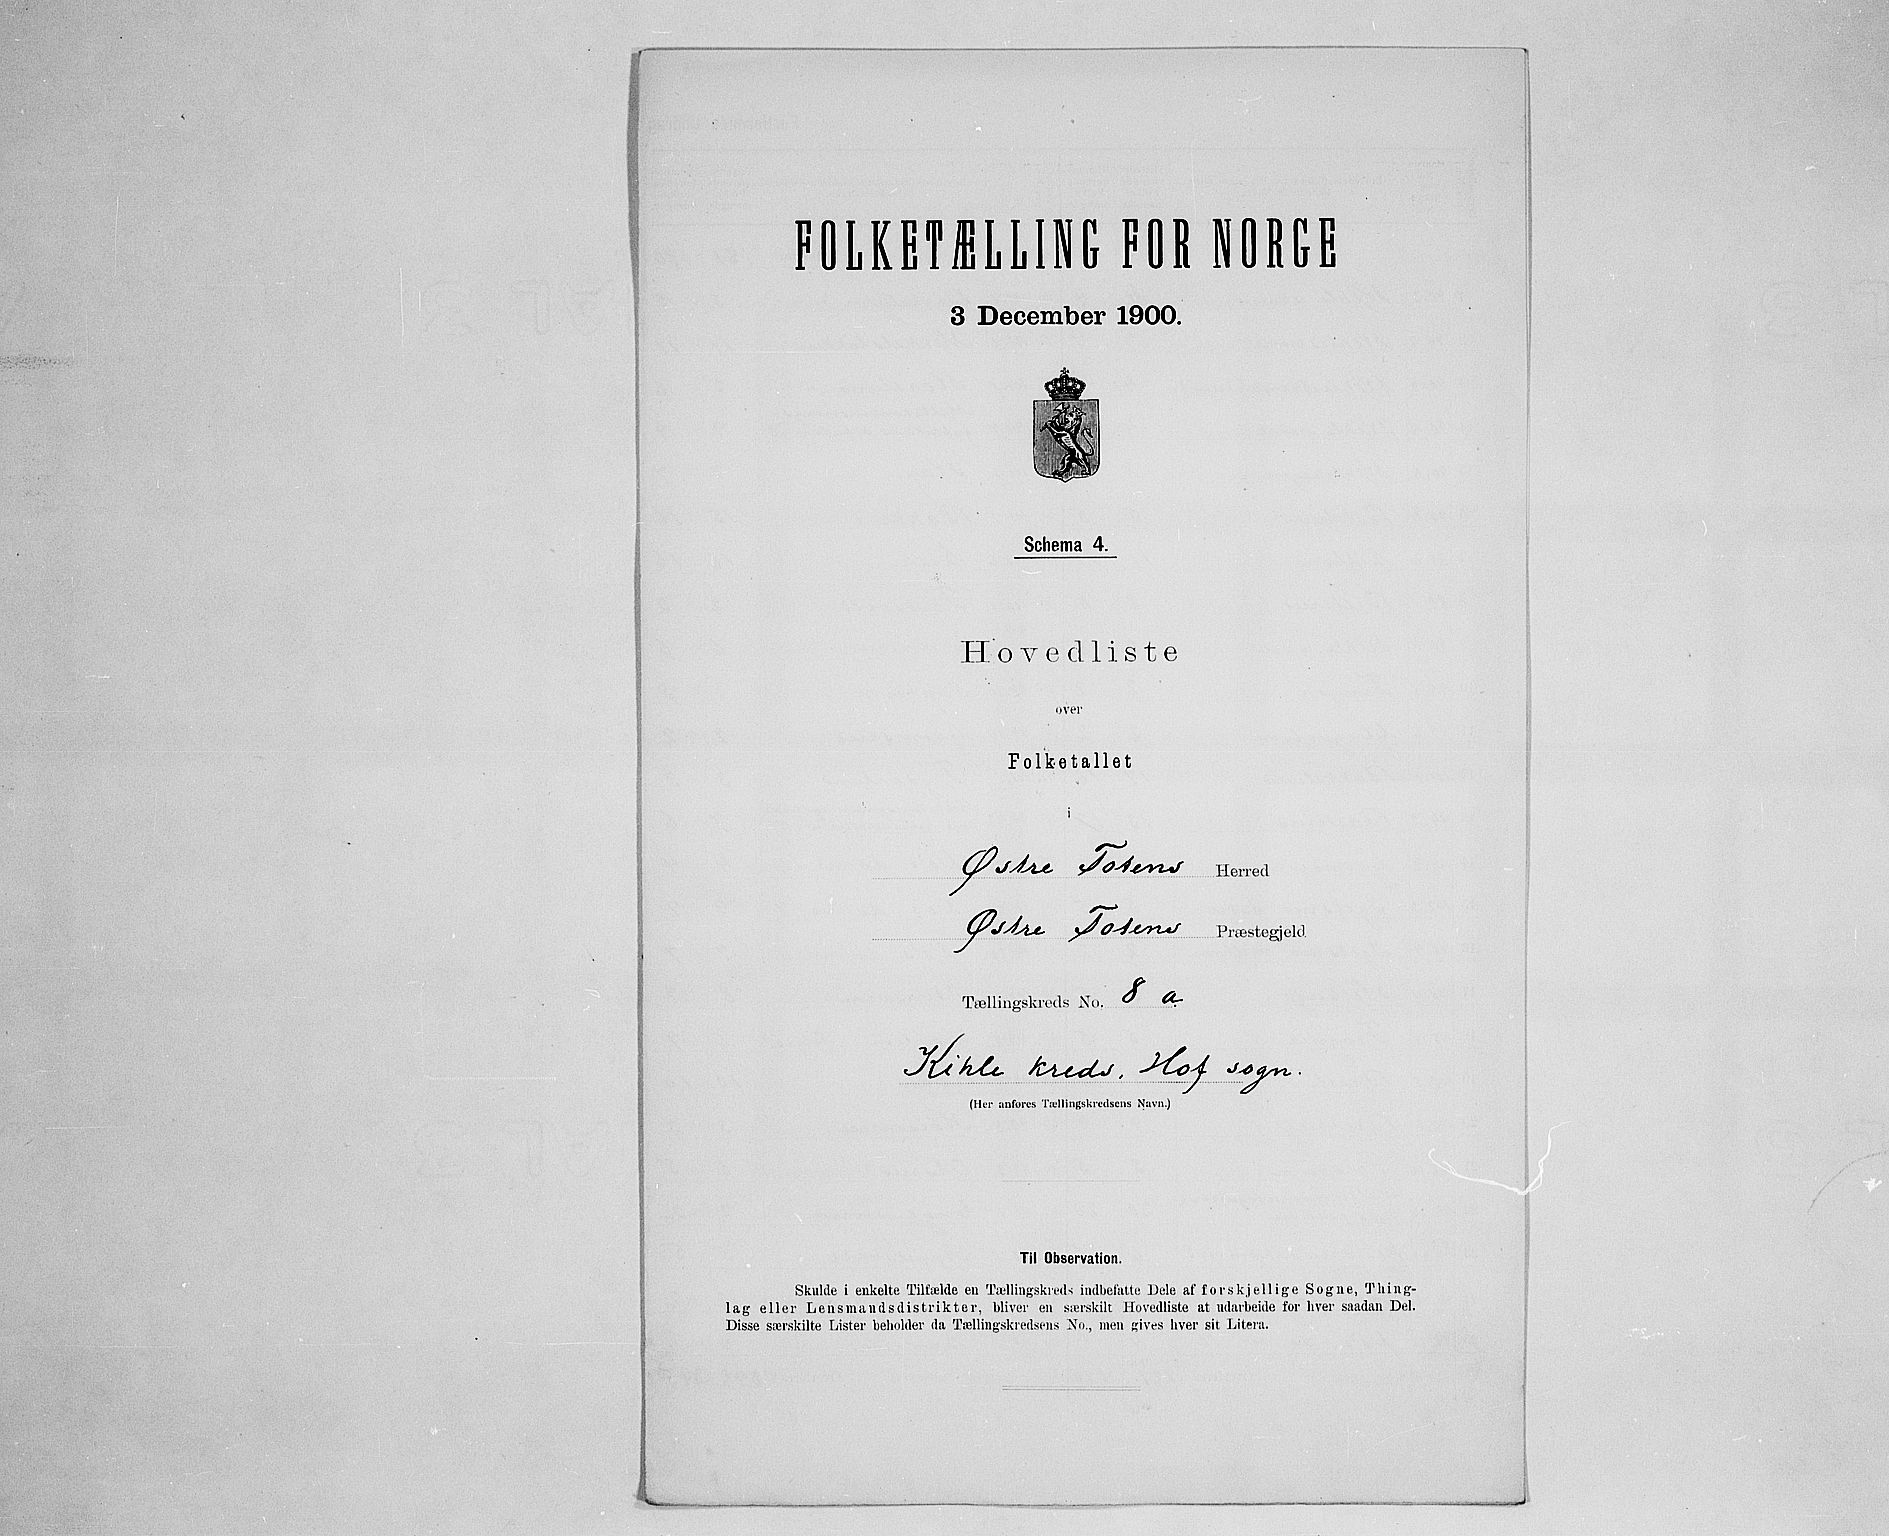 FOLKETÆLLING FOR NORGE
3 December 1900.
Schema 4.
Hovedliste
over
Folketallet
i
Østre Totens Herred
Østre Totens Præstegjeld
Tællingskreds No. 8 a
Kihle kreds. Hof sogn.
(Her anføres Tællingskredsens Navn.)
Til Observation.
Skulde i enkelte Tilfælde en Tællingskreds indbefatte Dele af forskjellige Sogne, Thing-
lag eller Lensmandsdistrikter, bliver en særskilt Hovedliste at udarbeide for hver saadan Del.
Disse særskilte Lister beholder da Tællingskredsens No., men gives hver sit Litera.